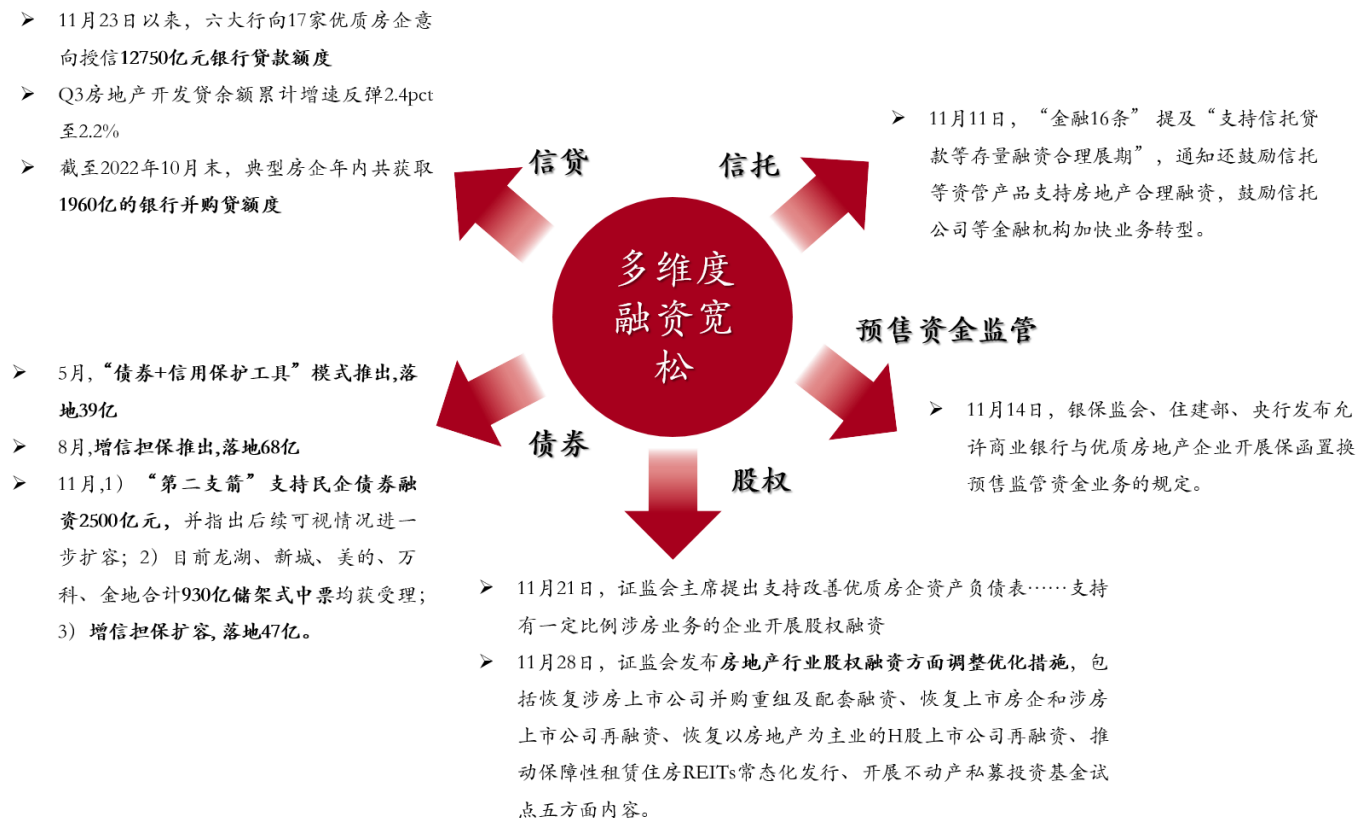 ➢ 11月23日以来，六大行向17家优质房企意
向授信12750亿元银行贷款额度
➢ Q3房地产开发贷余额累计增速反弹2.4pct
至2.2%
➢ 截至2022年10月末，典型房企年内共获取
1960亿的银行并购贷额度
信贷
信托
➢ 11月11日，“金融16条” 提及“支持信托贷
款等存量融资合理展期”，通知还鼓励信托
等资管产品支持房地产合理融资，鼓励信托
公司等金融机构加快业务转型。
多维度
融资宽
松
预售资金监管
➢ 11月14日，银保监会、住建部、央行发布允
许商业银行与优质房地产企业开展保函置换
预售监管资金业务的规定。
➢ 5月,“债券+信用保护工具”模式推出,落
地39亿
➢ 8月,增信担保推出,落地68亿
➢ 11月,1）“第二支箭”支持民企债券融
资2500亿元，并指出后续可视情况进一
步扩容；2）目前龙湖、新城、美的、万
科、金地合计930亿储架式中票均获受理；
3）增信担保扩容,落地47亿。
债券
股权
➢ 11月21日，证监会主席提出支持改善优质房企资产负债表……支持
有一定比例涉房业务的企业开展股权融资
➢ 11月28日，证监会发布房地产行业股权融资方面调整优化措施，包
括恢复涉房上市公司并购重组及配套融资、恢复上市房企和涉房
上市公司再融资、恢复以房地产为主业的H股上市公司再融资、推
动保障性租赁住房REITs常态化发行、开展不动产私募投资基金试
点五方面内容。